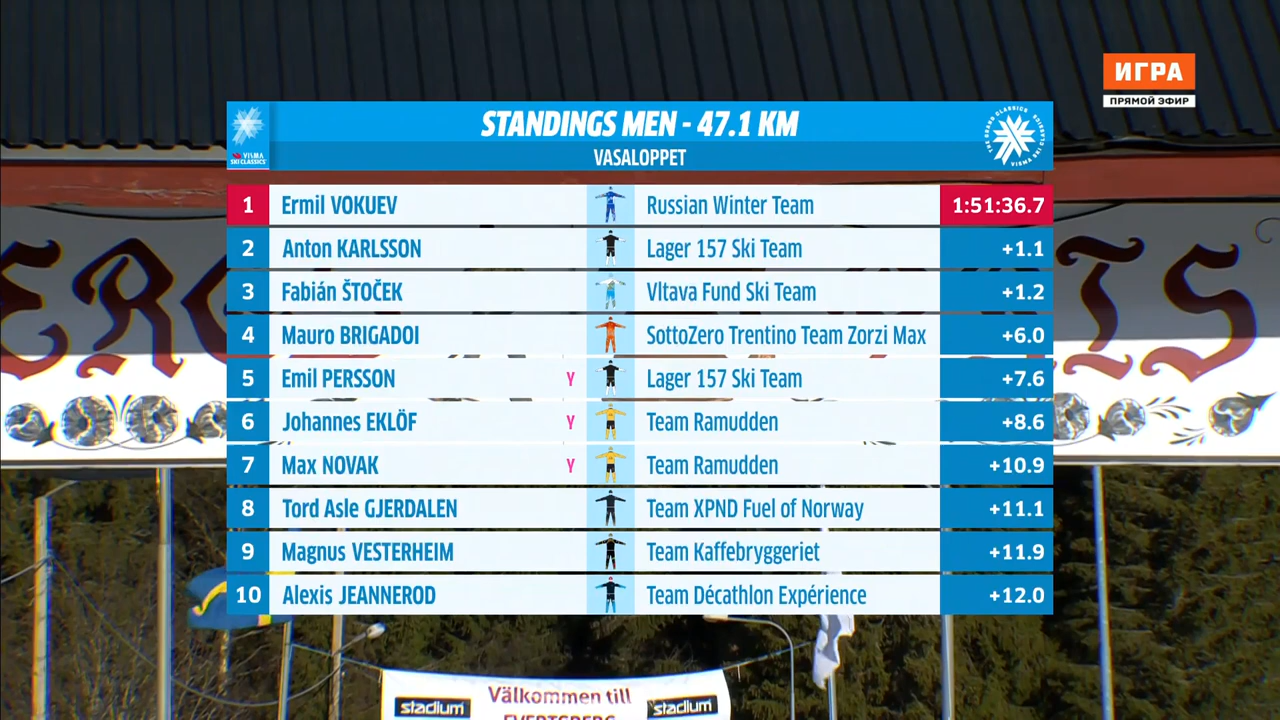 ИГРА
ПРЯМОЙ ЭФИР
STANDINGS MEN - 47.1 KM
VASALOPPET
VISMA
SKI CLASSICS
1 Ermil VOKUEV Russian Winter Team 1:51:36.7
2 Anton KARLSSON Lager 157 Ski Team +1.1
3 Fabián ŠTOČEK Vltava Fund Ski Team +1.2
4 Mauro BRIGADOI SottoZero Trentino Team Zorzi Max +6.0
5 Emil PERSSON Y Lager 157 Ski Team +7.6
6 Johannes EKLÖF Y Team Ramudden +8.6
7 Max NOVAK Y Team Ramudden +10.9
8 Tord Asle GJERDALEN Team XPND Fuel of Norway +11.1
9 Magnus VESTERHEIM Team Kaffebryggeriet +11.9
10 Alexis JEANNEROD Team Décathlon Expérience +12.0
Välkommen till
stadium stadium
EVERTSBERG